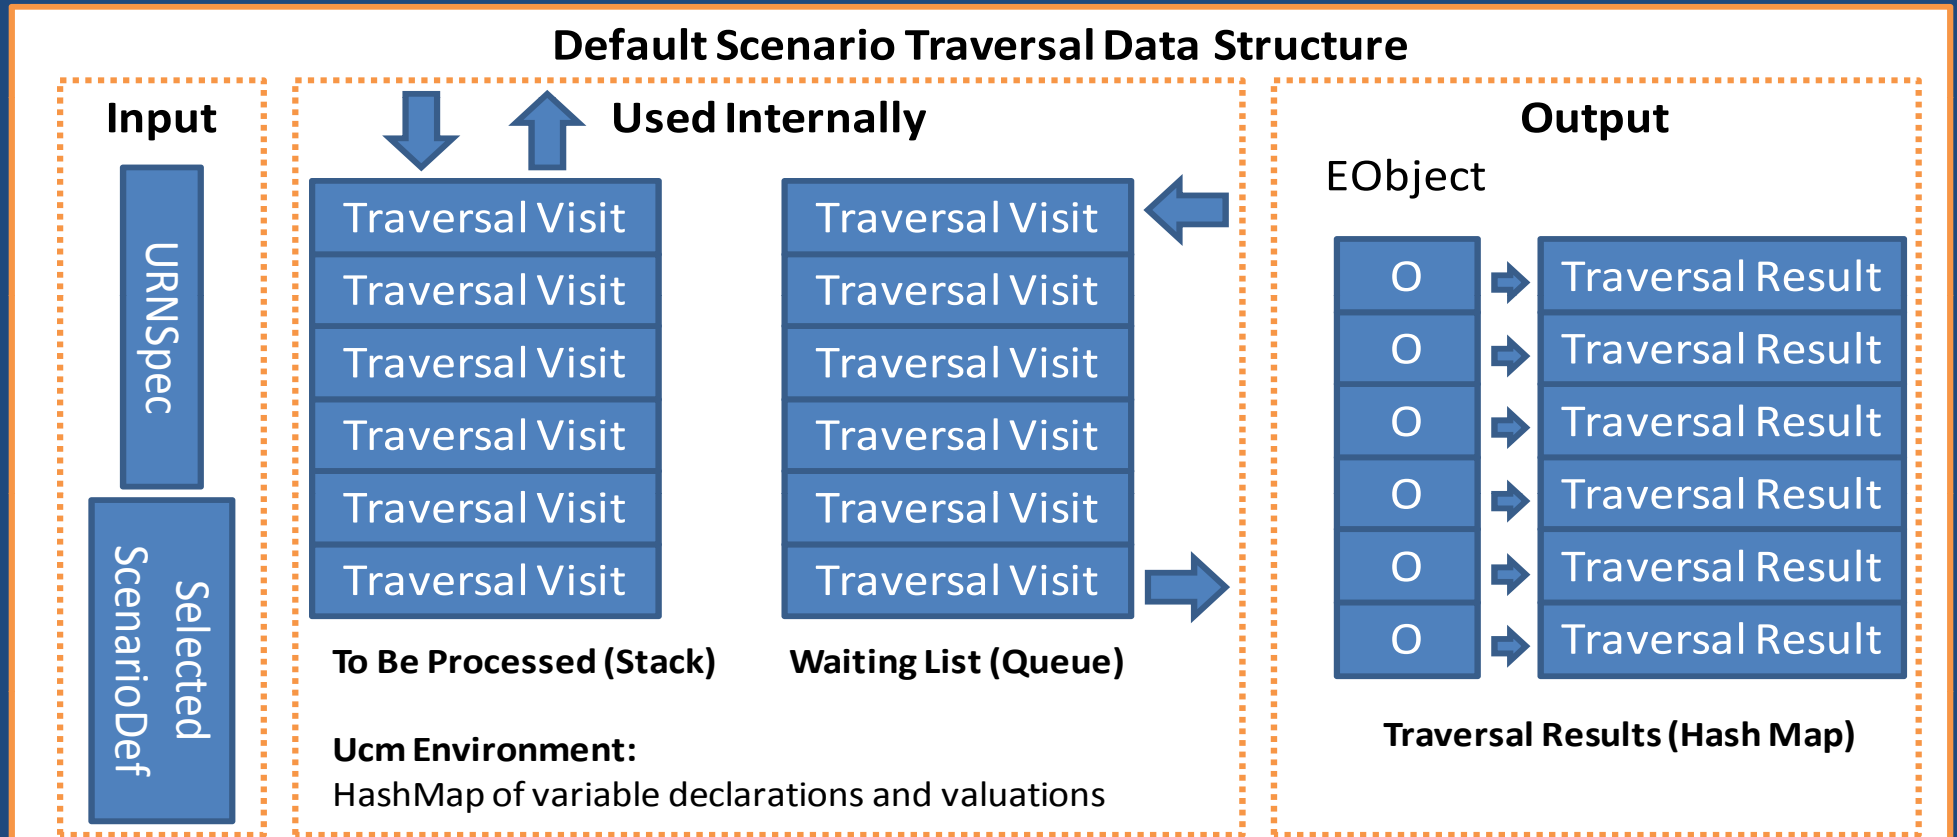 Default Scenario Traversal Data Structure
Input
URNSpec
Selected
ScenarioDef
Used Internally
Traversal Visit
Traversal Visit
Traversal Visit
Traversal Visit
Traversal Visit
Traversal Visit
To Be Processed (Stack)
Traversal Visit
Traversal Visit
Traversal Visit
Traversal Visit
Traversal Visit
Traversal Visit
Waiting List (Queue)
Ucm Environment:
HashMap of variable declarations and valuations
Output
EObject
O Traversal Result
O Traversal Result
O Traversal Result
O Traversal Result
O Traversal Result
O Traversal Result
Traversal Results (Hash Map)